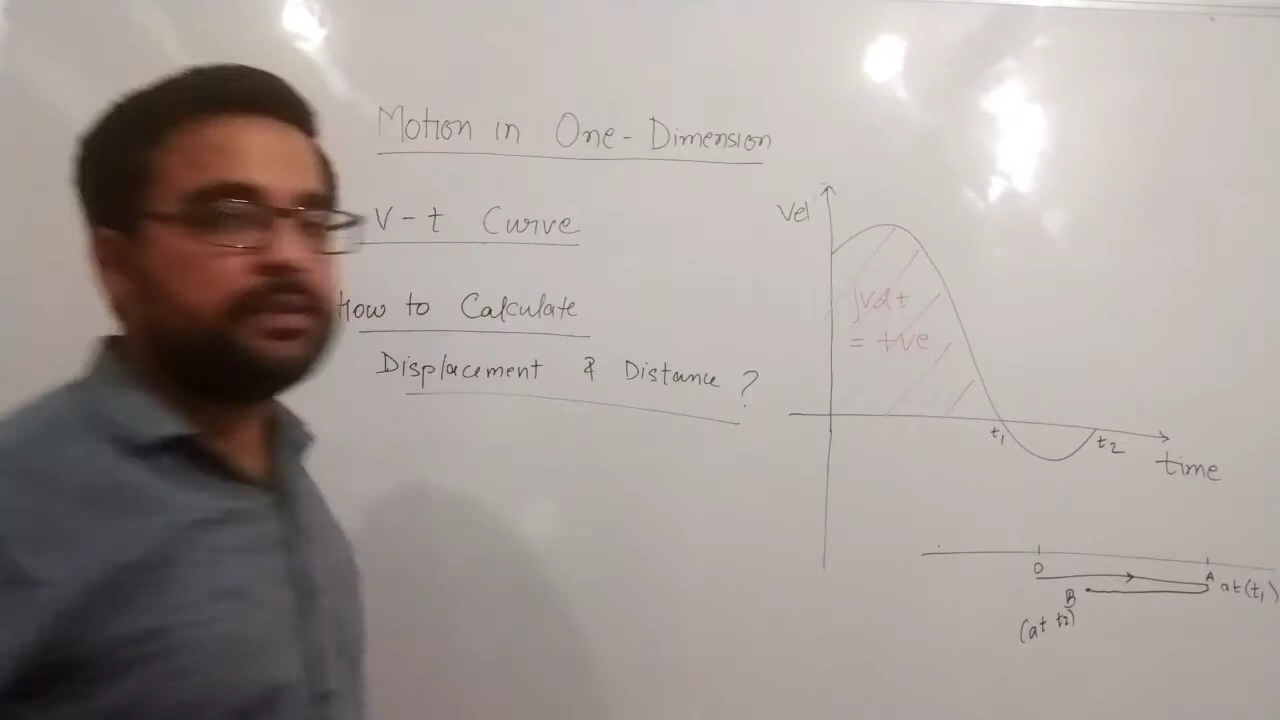 Motion in One-Dimension
V-t Curve
How to Calculate
Displacement & Distance ?
Vel
∫vdt
= +ve
t₁
t₂
time
O
A at(t₁)
B
(at t₂)